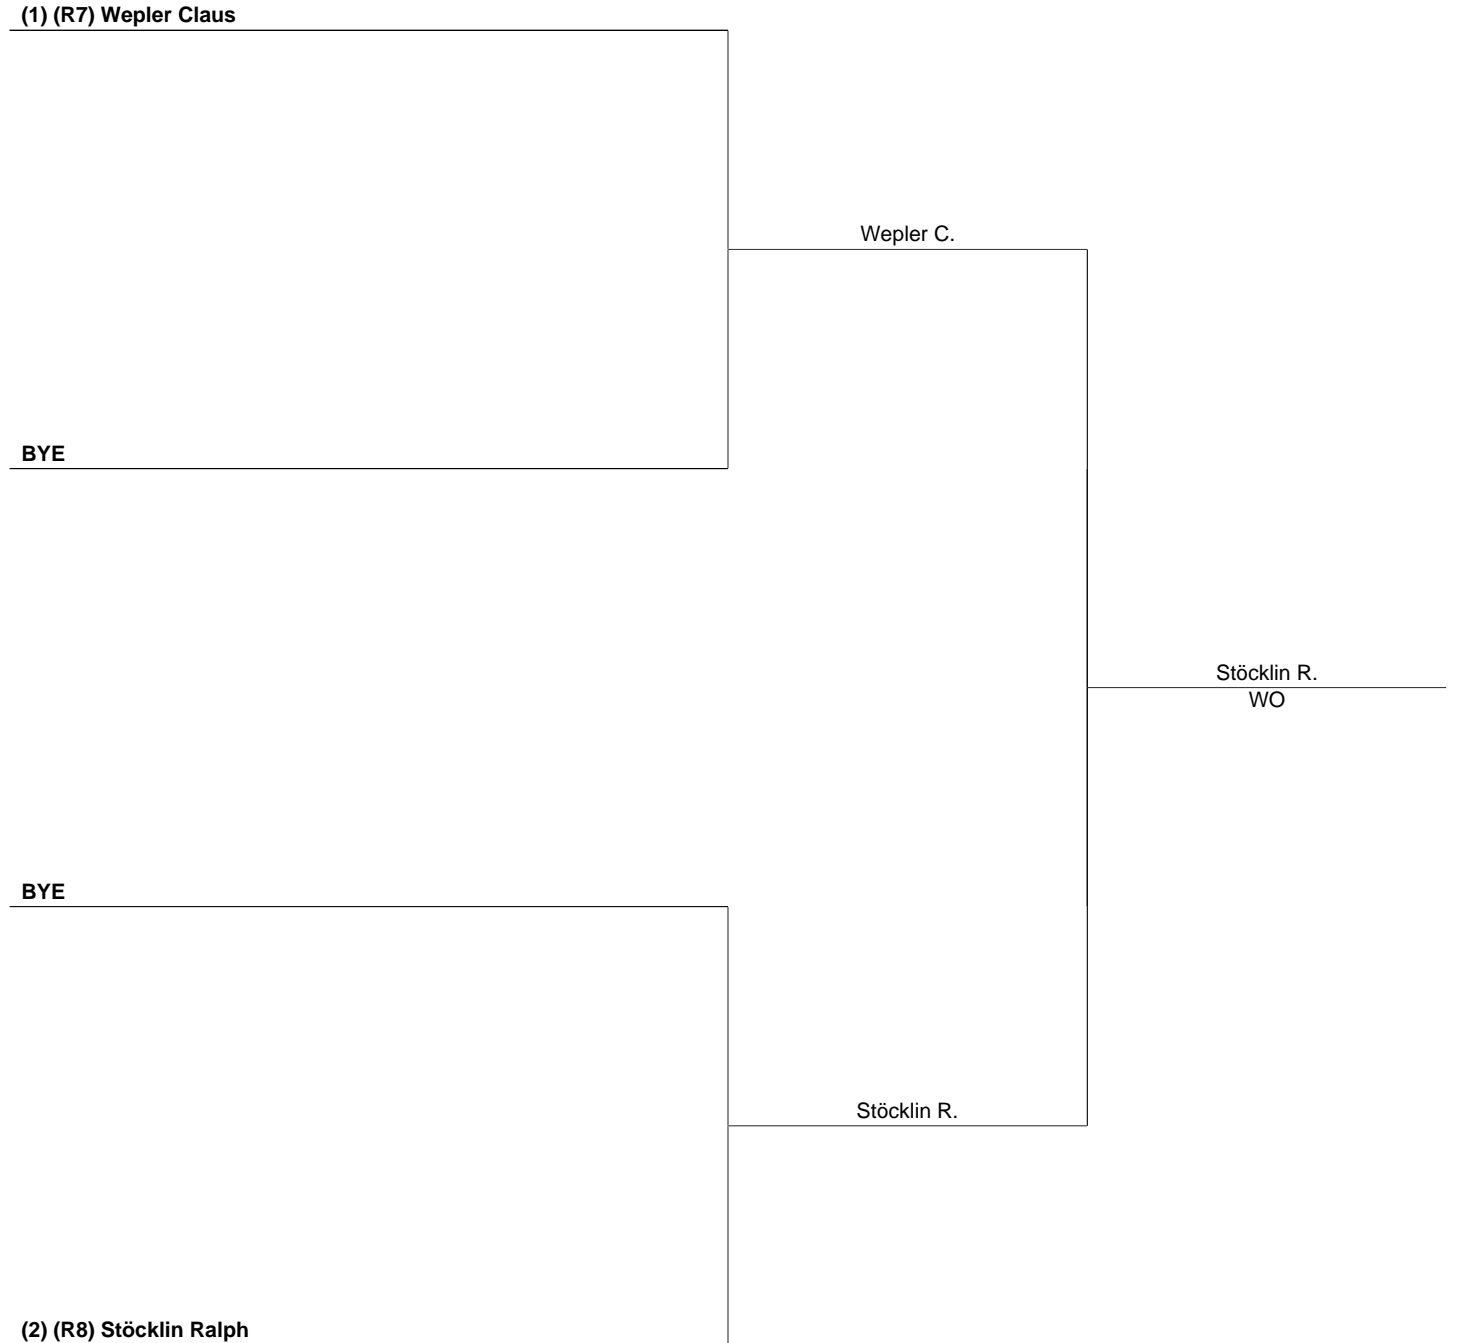 (1) (R7) Wepler Claus
Wepler C.
BYE
Stöcklin R.
WO
BYE
Stöcklin R.
(2) (R8) Stöcklin Ralph